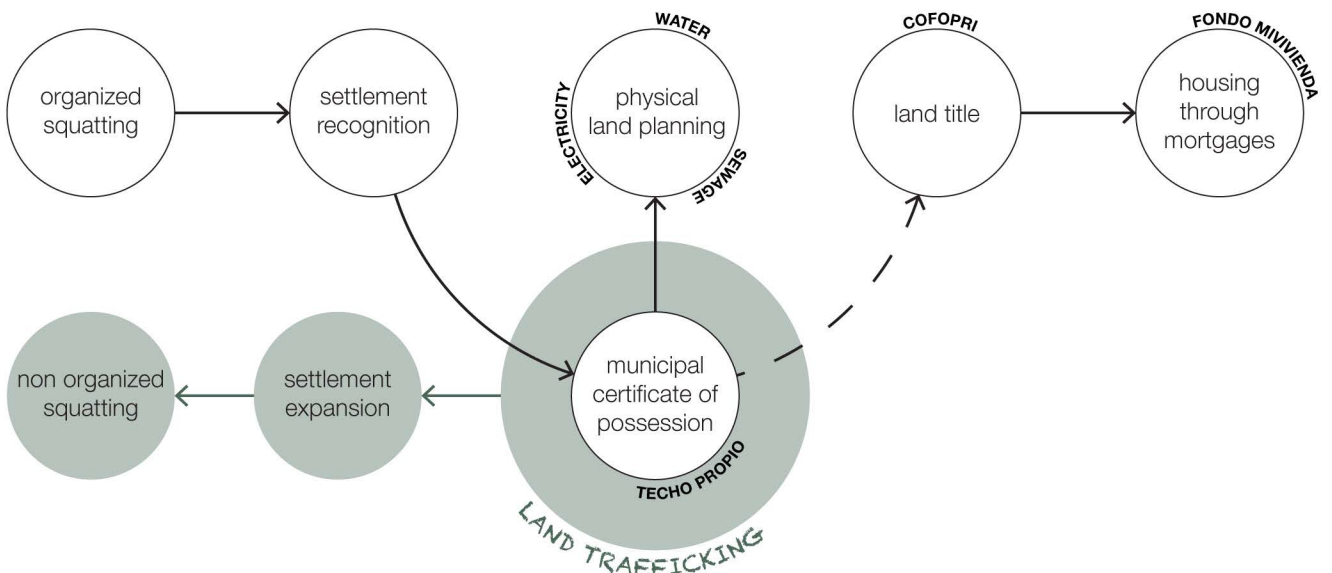 organized
squatting
settlement
recognition
WATER
ELECTRICITY
SEWAGE
physical
land planning
COFOPRI
land title
FONDO MIVIVIENDA
housing
through
mortgages
non organized
squatting
settlement
expansion
municipal
certificate of
possession
TECHO PROPIO
LAND TRAFFICKING